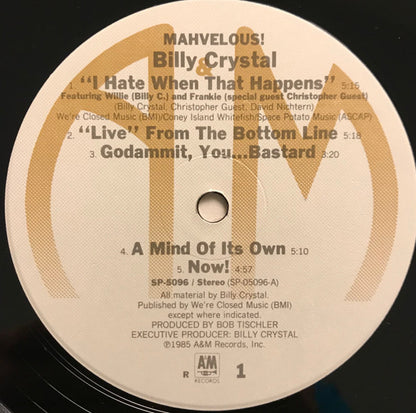 MAHVELOUS!
Billy Crystal
1. "I Hate When That Happens" 5:15
Featuring Willie (Billy C.) and Frankie (special guest Christopher Guest)
(Billy Crystal, Christopher Guest, David Nichtern)
We're Closed Music (BMI)/Coney Island Whitefish/Space Potato Music (ASCAP)
2. "Live" From The Bottom Line 5:18
3. Godammit, You...Bastard 3:20
A&M
4. A Mind Of Its Own 5:10
5. Now! 4:57
SP-5096 / Stereo (SP-05096-A)
All material by Billy Crystal.
Published by We're Closed Music (BMI)
except where indicated.
PRODUCED BY BOB TISCHLER
EXECUTIVE PRODUCER: BILLY CRYSTAL
℗1985 A&M Records, Inc.
A&M
RECORDS
R 1